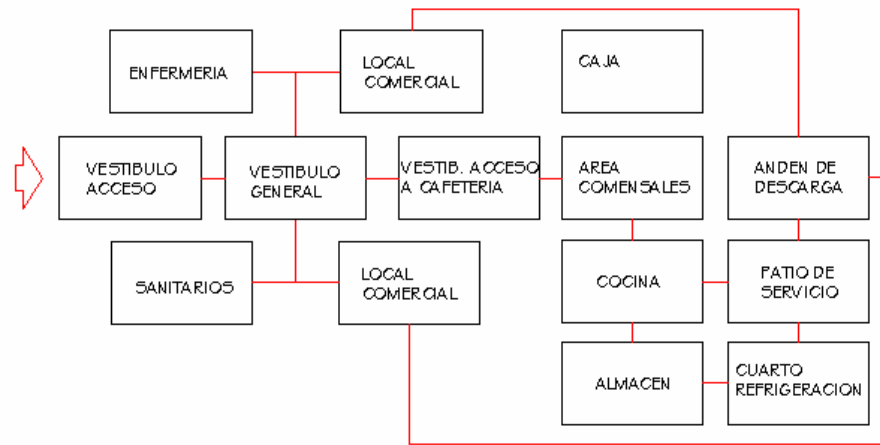 ENFERMERIA
LOCAL
COMERCIAL
CAJA
VESTIBULO
ACCESO
VESTIBULO
GENERAL
VESTIB. ACCESO
A CAFETERIA
AREA
COMENSALES
ANDEN DE
DESCARGA
SANITARIOS
LOCAL
COMERCIAL
COCINA
PATIO DE
SERVICIO
ALMACEN
CUARTO
REFRIGERACION